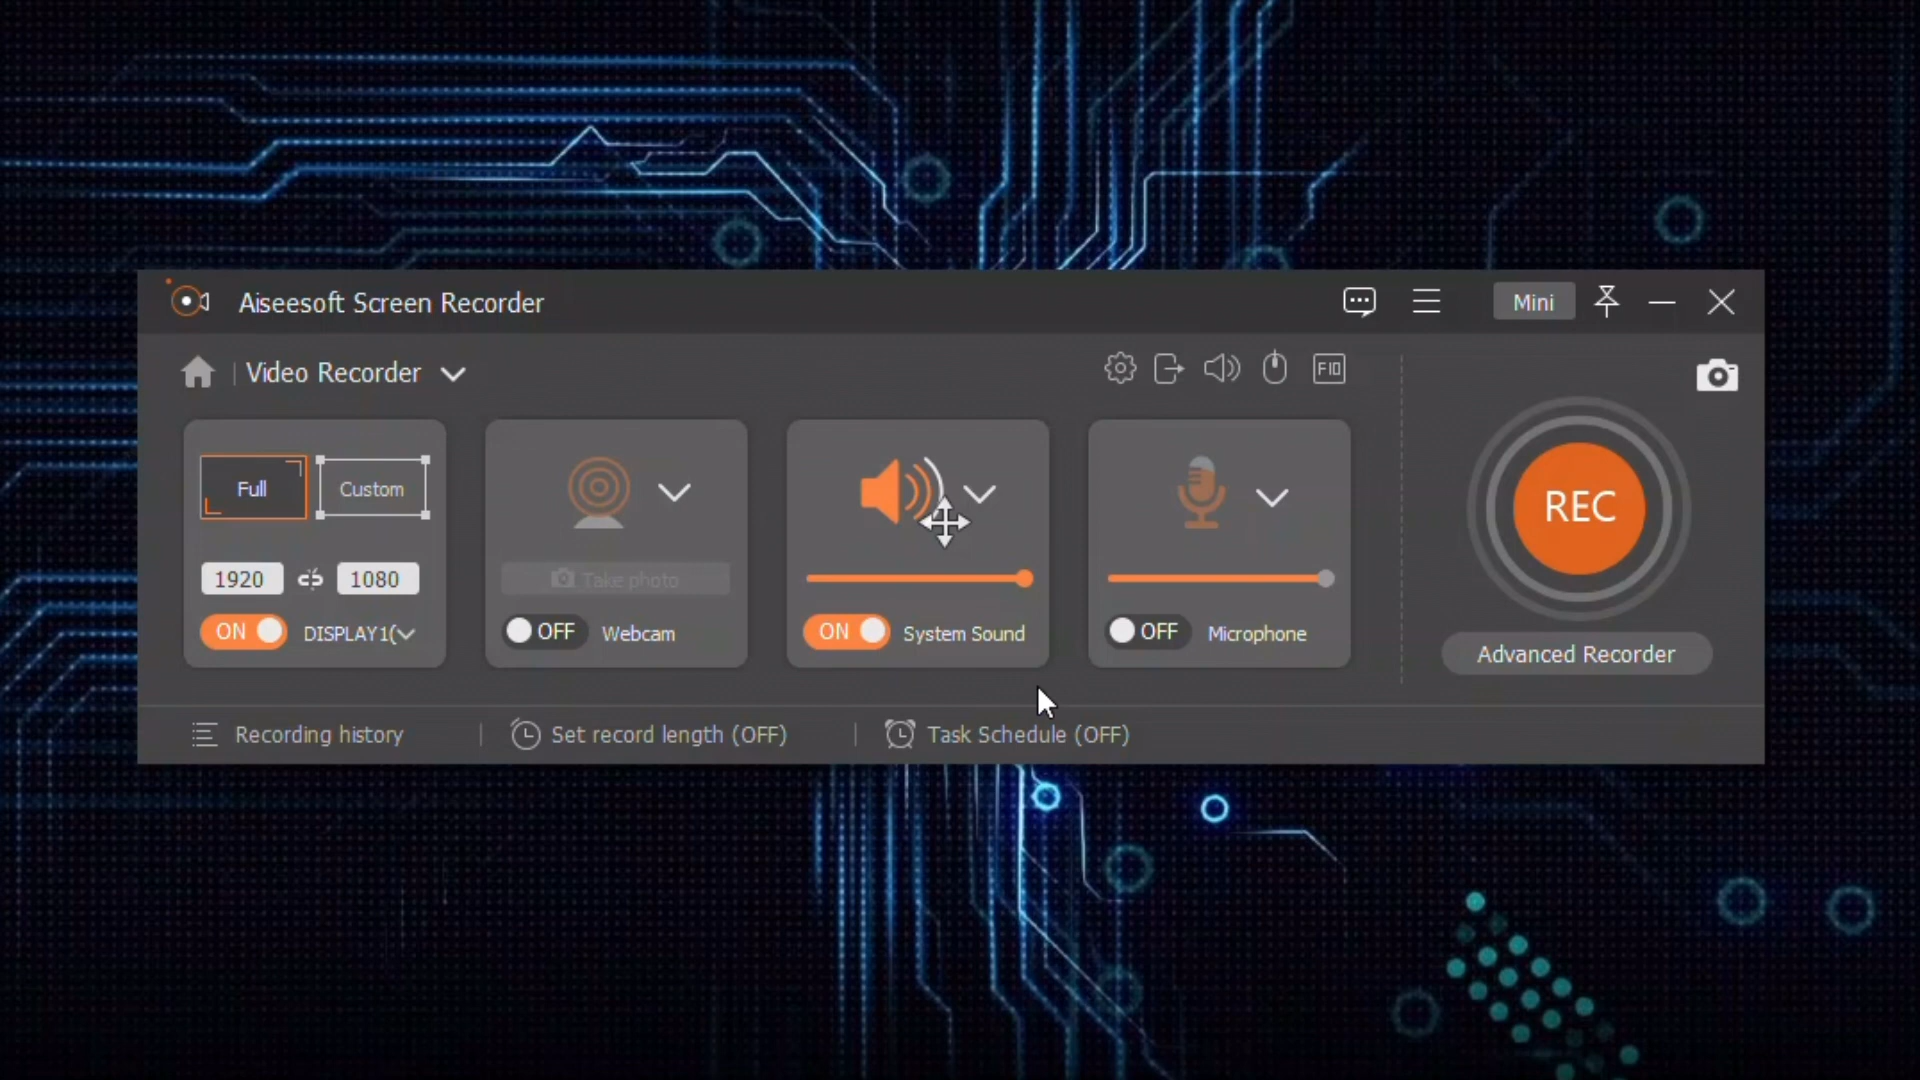 Aiseesoft Screen Recorder
Mini
Video Recorder
F10
Full
Custom
REC
1920
1080
Take photo
ON
DISPLAY1(
OFF
Webcam
ON
System Sound
OFF
Microphone
Advanced Recorder
Recording history
Set record length (OFF)
Task Schedule (OFF)